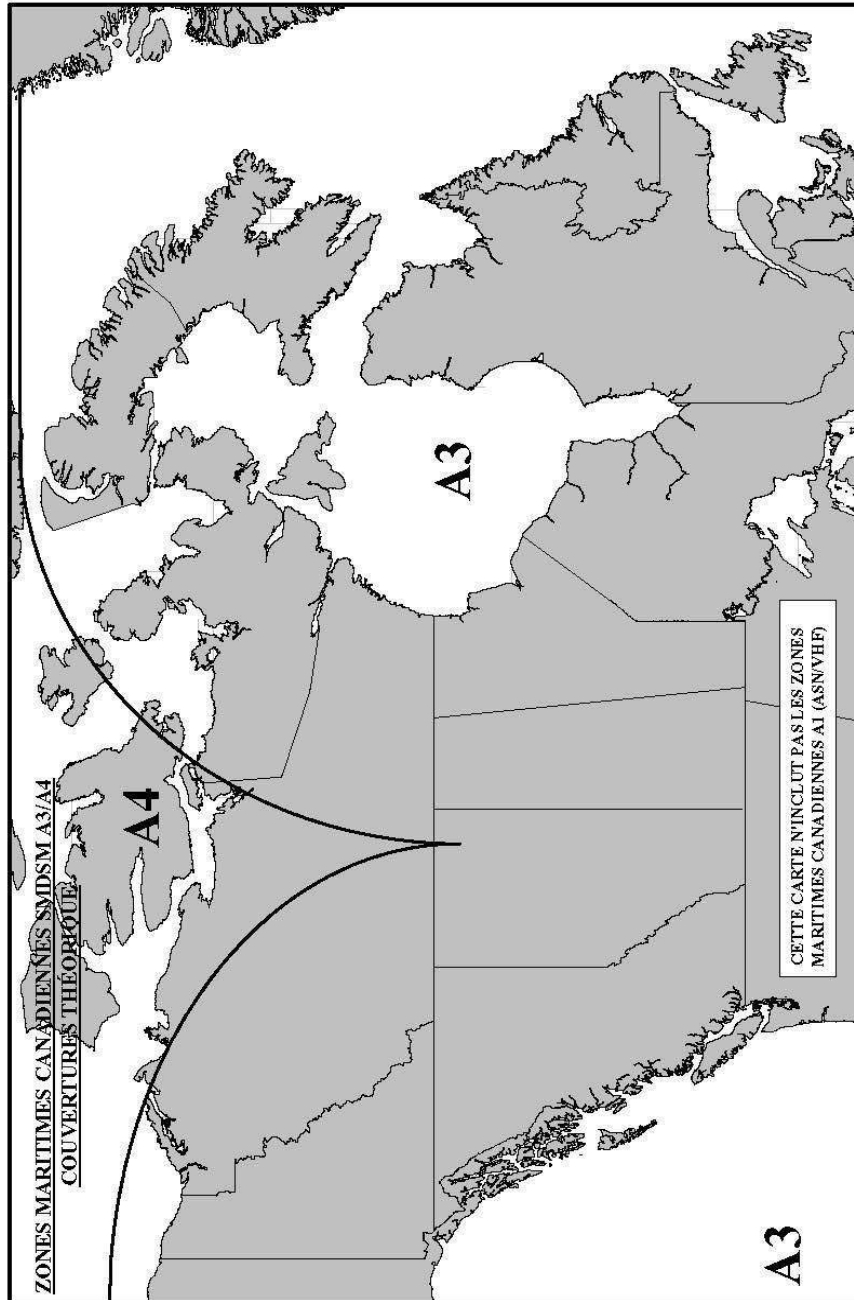 ZONES MARITIMES CANADIENNES SMDSM A3/A4
COUVERTURES THÉORIQUE
A4
A3
A3
CETTE CARTE N'INCLUT PAS LES ZONES
MARITIMES CANADIENNES A1 (ASN/VHF)